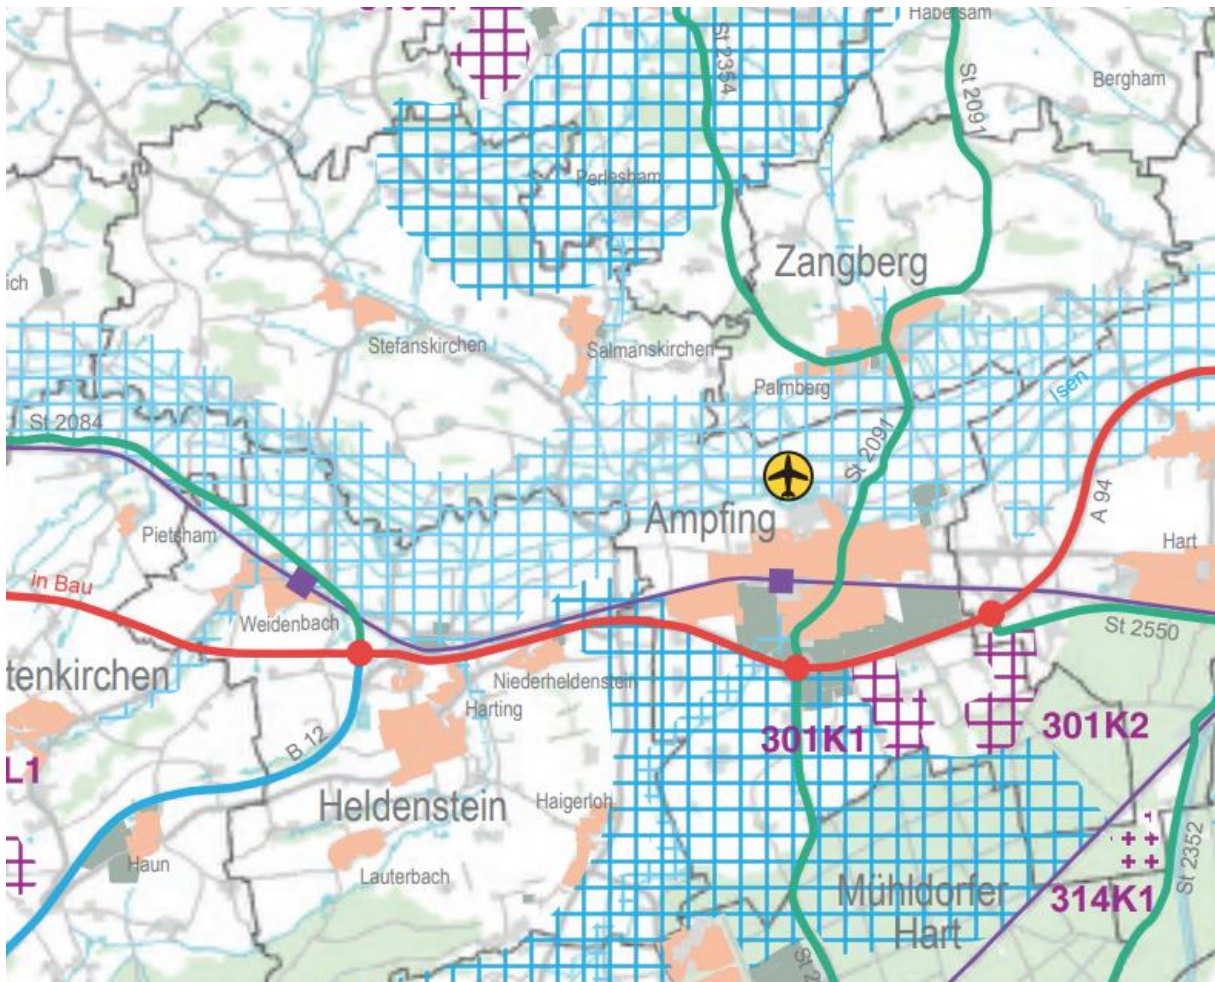 Habersam
St 2354
St 2091
Bergham
Perlesham
Zangberg
ich
Stefanskirchen
Salmanskirchen
Palmberg
Isen
St 2084
St 2091
A 94
Ampfing
Pietsham
Hart
in Bau
Weidenbach
St 2550
tenkirchen
Niederheldenstein
Harting
301K1
301K2
B 12
L1
Heldenstein
Haigerloh
Haun
Lauterbach
St 2352
Mühldorfer
Hart
314K1
St 2